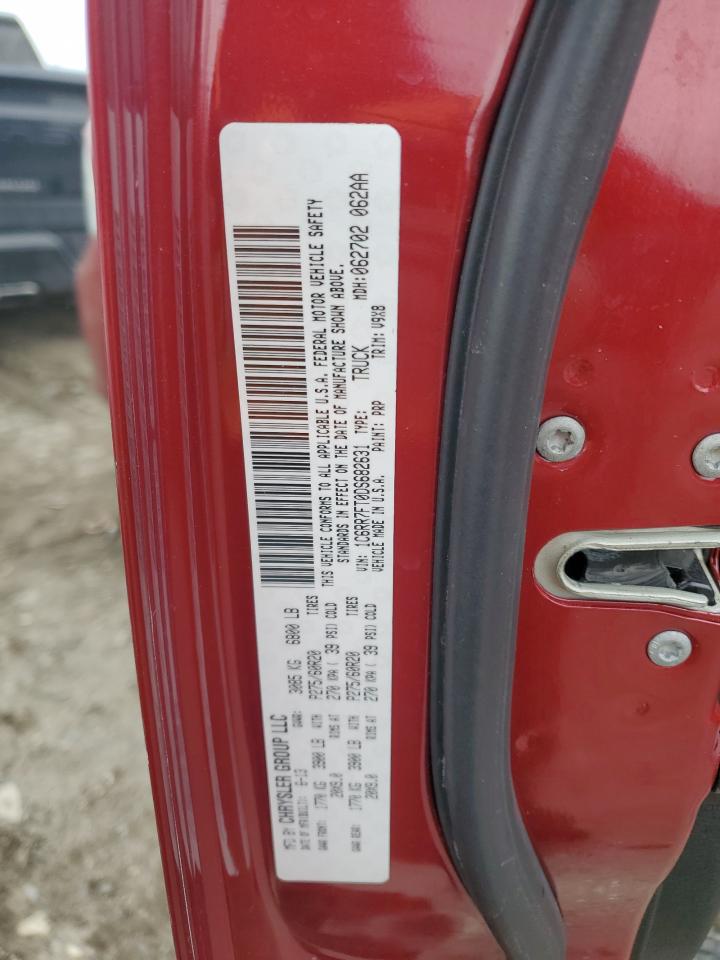 MFD BY CHRYSLER GROUP LLC
DATE OF MFR/BUILT: 6-13 GVWR: 3085 KG 6800 LB
GAWR FRONT: 1770 KG 3900 LB WITH P275/60R20 TIRES
20X9.0 RIMS AT 270 KPA ( 39 PSI) COLD
GAWR REAR: 1770 KG 3900 LB WITH P275/60R20 TIRES
20X9.0 RIMS AT 270 KPA ( 39 PSI) COLD
THIS VEHICLE CONFORMS TO ALL APPLICABLE U.S.A. FEDERAL MOTOR VEHICLE SAFETY
STANDARDS IN EFFECT ON THE DATE OF MANUFACTURE SHOWN ABOVE.
VIN: 1C6RR7FT0DS682631 TYPE: TRUCK MDH:062702 062AA
VEHICLE MADE IN U.S.A. PAINT: PRP TRIM: V9X8